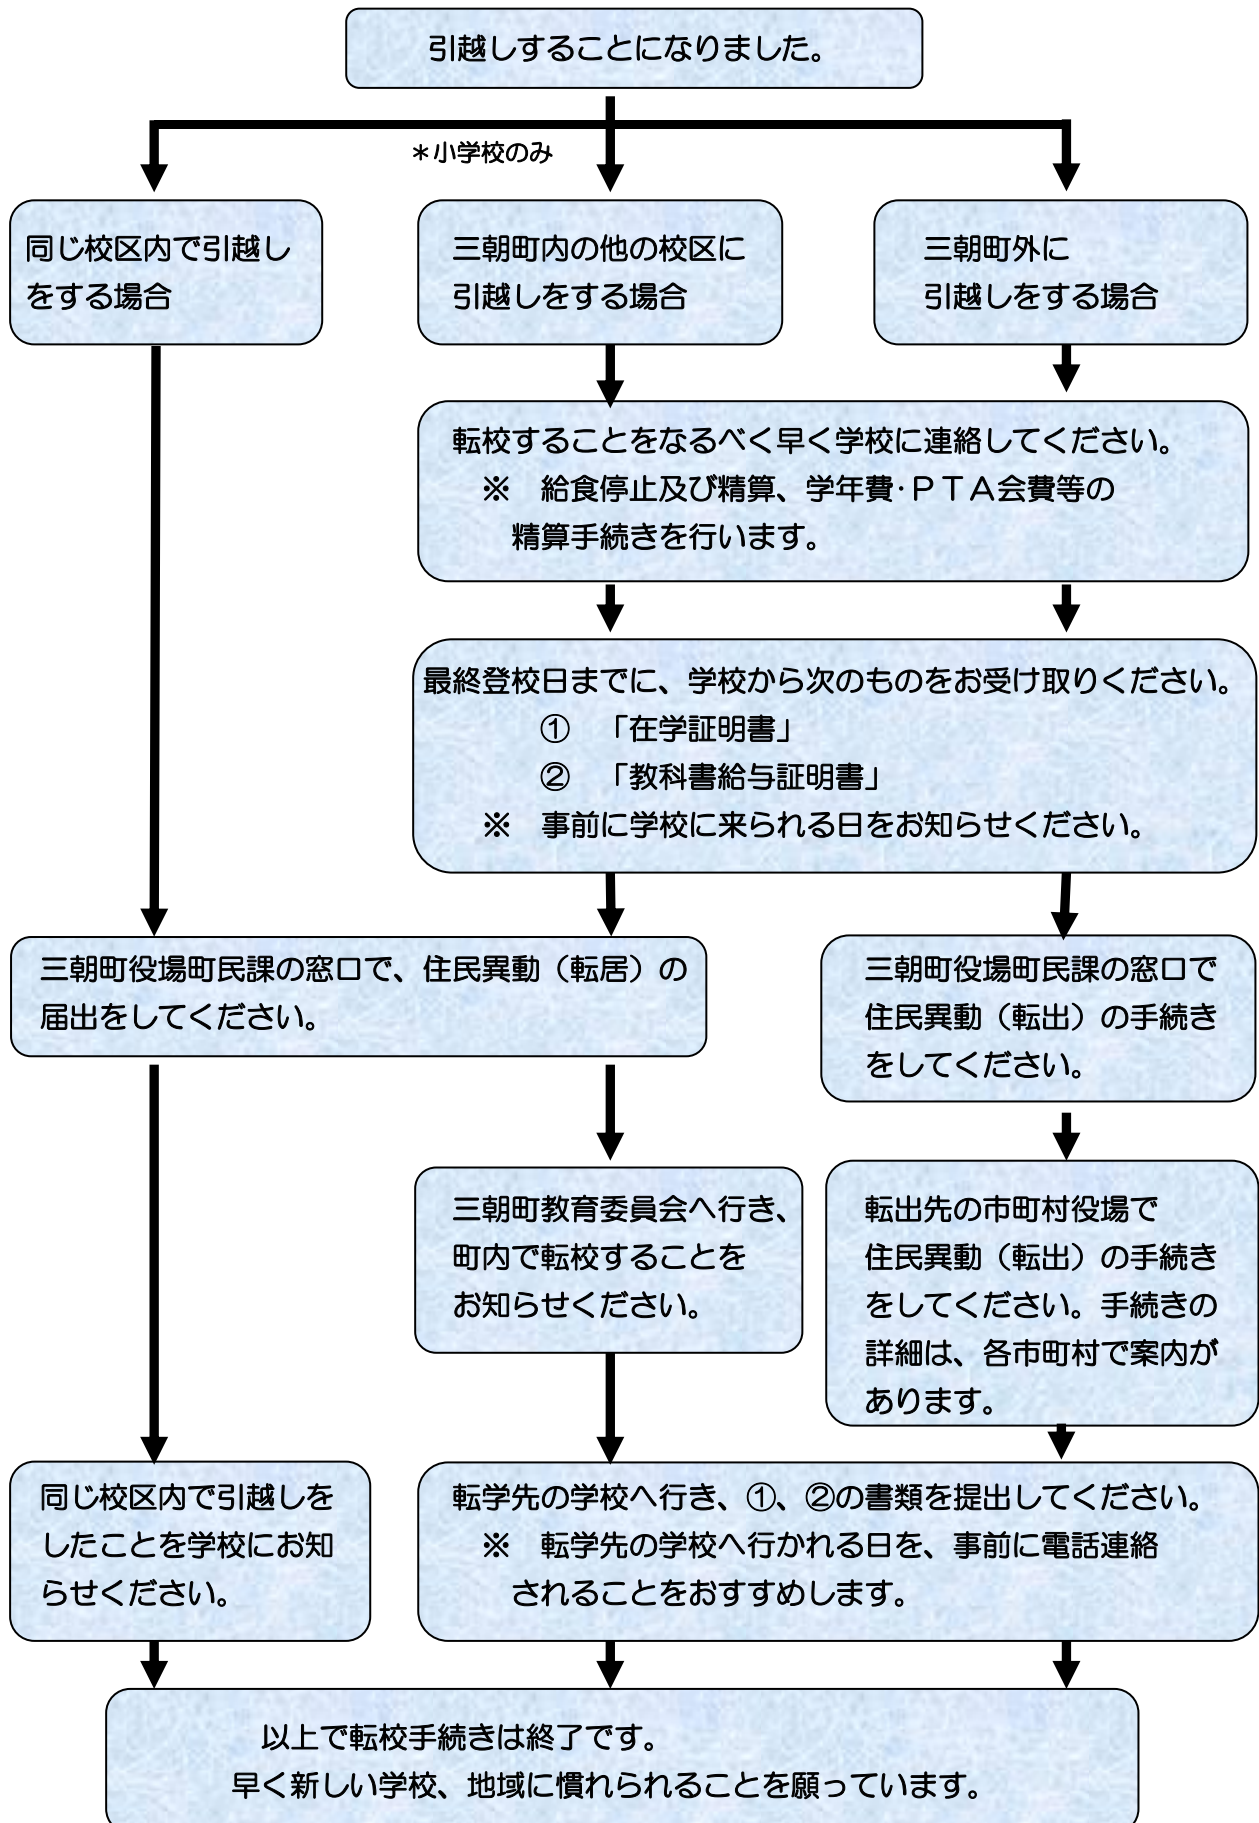 引越しすることになりました。
＊小学校のみ
同じ校区内で引越し
をする場合
三朝町内の他の校区に
引越しをする場合
三朝町外に
引越しをする場合
転校することをなるべく早く学校に連絡してください。
※　給食停止及び精算、学年費・ＰＴＡ会費等の
精算手続きを行います。
最終登校日までに、学校から次のものをお受け取りください。
①　「在学証明書」
②　「教科書給与証明書」
※　事前に学校に来られる日をお知らせください。
三朝町役場町民課の窓口で、住民異動（転居）の
届出をしてください。
三朝町役場町民課の窓口で
住民異動（転出）の手続き
をしてください。
三朝町教育委員会へ行き、
町内で転校することを
お知らせください。
転出先の市町村役場で
住民異動（転出）の手続き
をしてください。手続きの
詳細は、各市町村で案内が
あります。
同じ校区内で引越しを
したことを学校にお知
らせください。
転学先の学校へ行き、①、②の書類を提出してください。
※　転学先の学校へ行かれる日を、事前に電話連絡
されることをおすすめします。
以上で転校手続きは終了です。
早く新しい学校、地域に慣れられることを願っています。